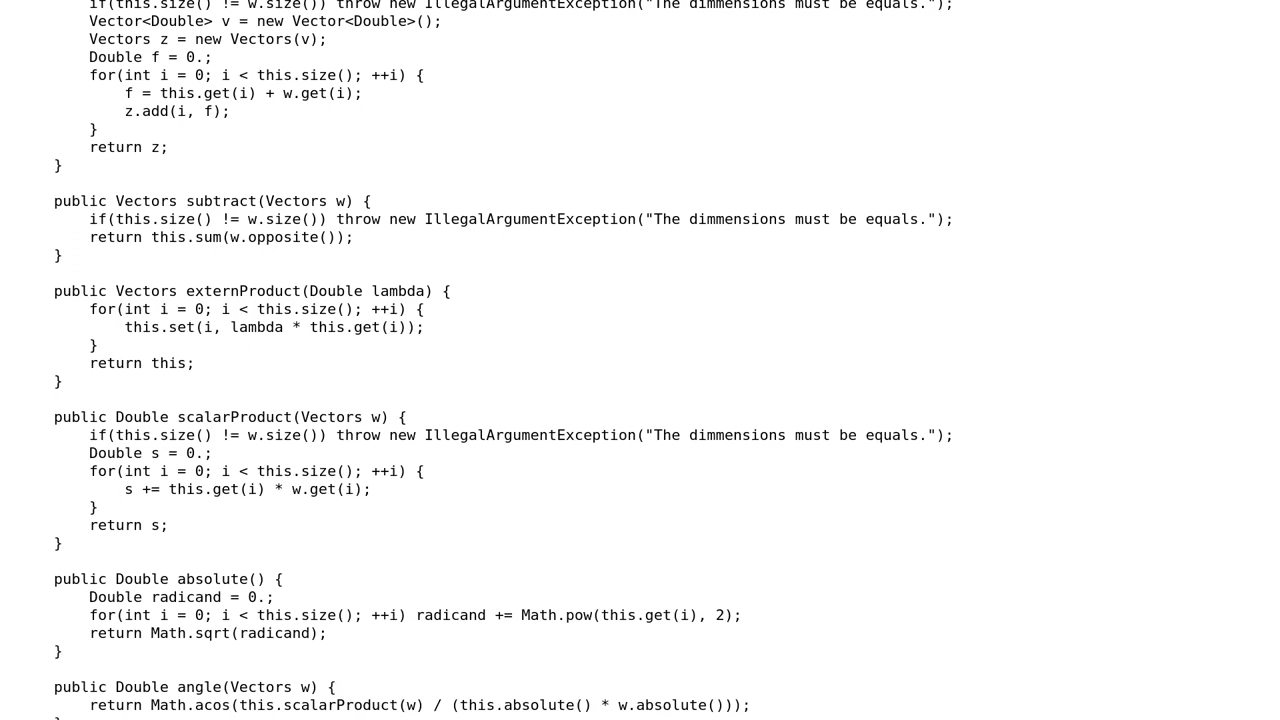 if(this.size() != w.size()) throw new IllegalArgumentException("The dimmensions must be equals.");
Vector<Double> v = new Vector<Double>();
Vectors z = new Vectors(v);
Double f = 0.;
for(int i = 0; i < this.size(); ++i) {
f = this.get(i) + w.get(i);
z.add(i, f);
}
return z;
}
public Vectors subtract(Vectors w) {
if(this.size() != w.size()) throw new IllegalArgumentException("The dimmensions must be equals.");
return this.sum(w.opposite());
}
public Vectors externProduct(Double lambda) {
for(int i = 0; i < this.size(); ++i) {
this.set(i, lambda * this.get(i));
}
return this;
}
public Double scalarProduct(Vectors w) {
if(this.size() != w.size()) throw new IllegalArgumentException("The dimmensions must be equals.");
Double s = 0.;
for(int i = 0; i < this.size(); ++i) {
s += this.get(i) * w.get(i);
}
return s;
}
public Double absolute() {
Double radicand = 0.;
for(int i = 0; i < this.size(); ++i) radicand += Math.pow(this.get(i), 2);
return Math.sqrt(radicand);
}
public Double angle(Vectors w) {
return Math.acos(this.scalarProduct(w) / (this.absolute() * w.absolute()));
}